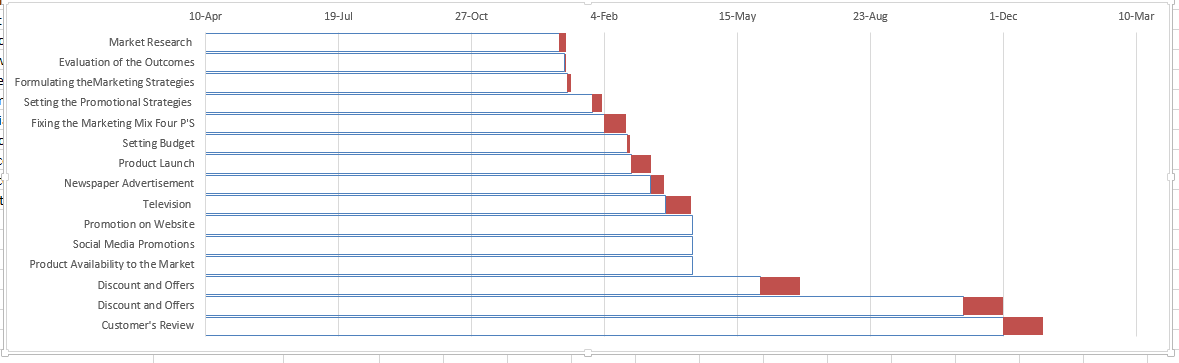 10-Apr 19-Jul 27-Oct 4-Feb 15-May 23-Aug 1-Dec 10-Mar
Market Research
Evaluation of the Outcomes
Formulating theMarketing Strategies
Setting the Promotional Strategies
Fixing the Marketing Mix Four P'S
Setting Budget
Product Launch
Newspaper Advertisement
Television
Promotion on Website
Social Media Promotions
Product Availability to the Market
Discount and Offers
Discount and Offers
Customer's Review